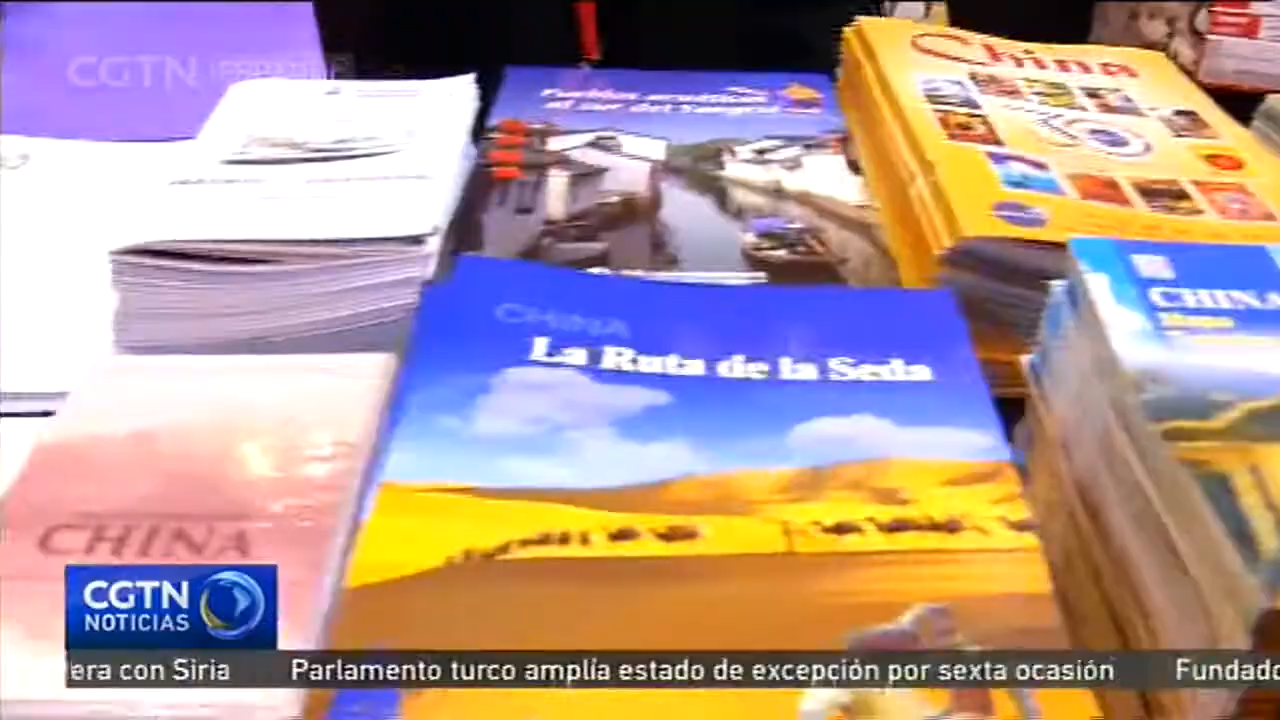 CGTN
Pueblos acuáticos
al sur del Yangtsé
China
CHINA
CHINA
La Ruta de la Seda
CHINA
CGTN
NOTICIAS
era con Siria Parlamento turco amplía estado de excepción por sexta ocasión Fundado